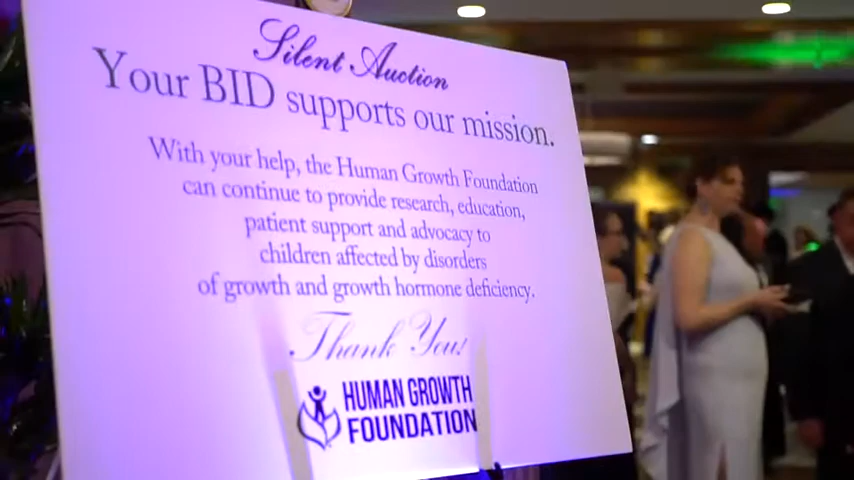 Silent Auction
Your BID supports our mission.
With your help, the Human Growth Foundation
can continue to provide research, education,
patient support and advocacy to
children affected by disorders
of growth and growth hormone deficiency.
Thank You!
HUMAN GROWTH
FOUNDATION